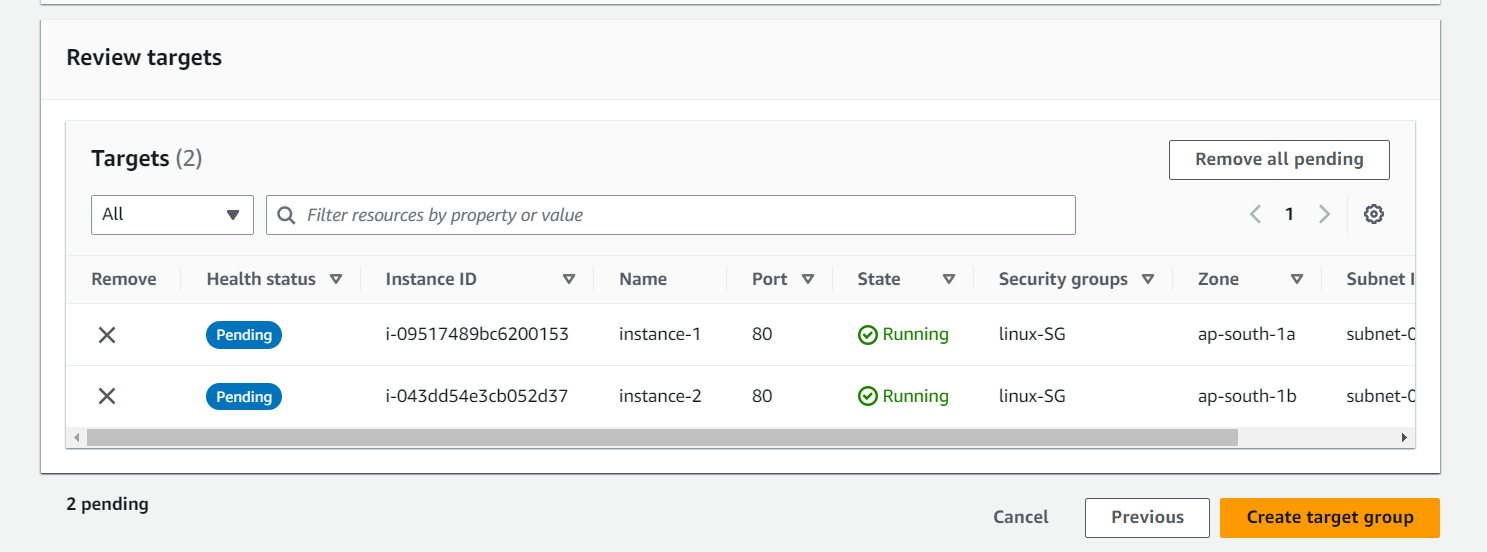 Review targets
Targets (2)
Remove all pending
All
Filter resources by property or value
1
Remove Health status Instance ID Name Port State Security groups Zone Subnet I
Pending i-09517489bc6200153 instance-1 80 Running linux-SG ap-south-1a subnet-0
Pending i-043dd54e3cb052d37 instance-2 80 Running linux-SG ap-south-1b subnet-0
2 pending
Cancel Previous Create target group